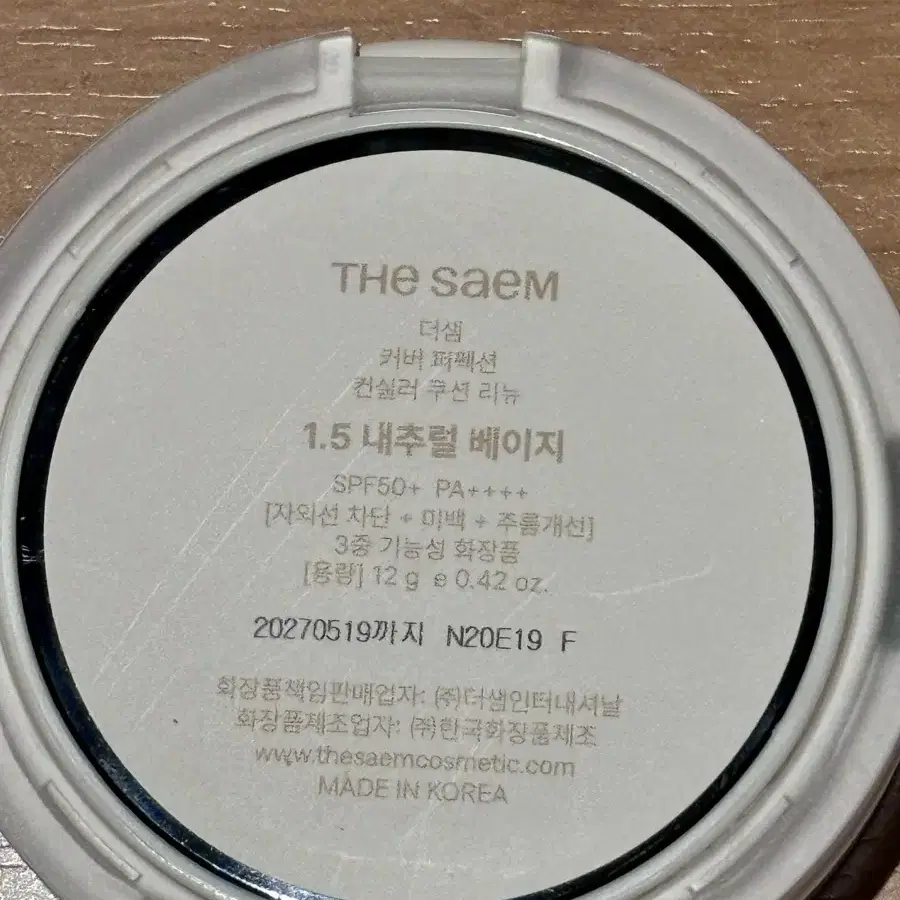 THE SAEM
더샘
커버 퍼펙션
컨실러 쿠션 리뉴
1.5 내추럴 베이지
SPF50+ PA++++
[자외선 차단 + 미백 + 주름개선]
3중 기능성 화장품
[용량] 12 g e 0.42 oz.
20270519까지 N20E19 F
화장품책임판매업자: ㈜더샘인터내셔날
화장품제조업자: ㈜한국화장품제조
www.thesaemcosmetic.com
MADE IN KOREA